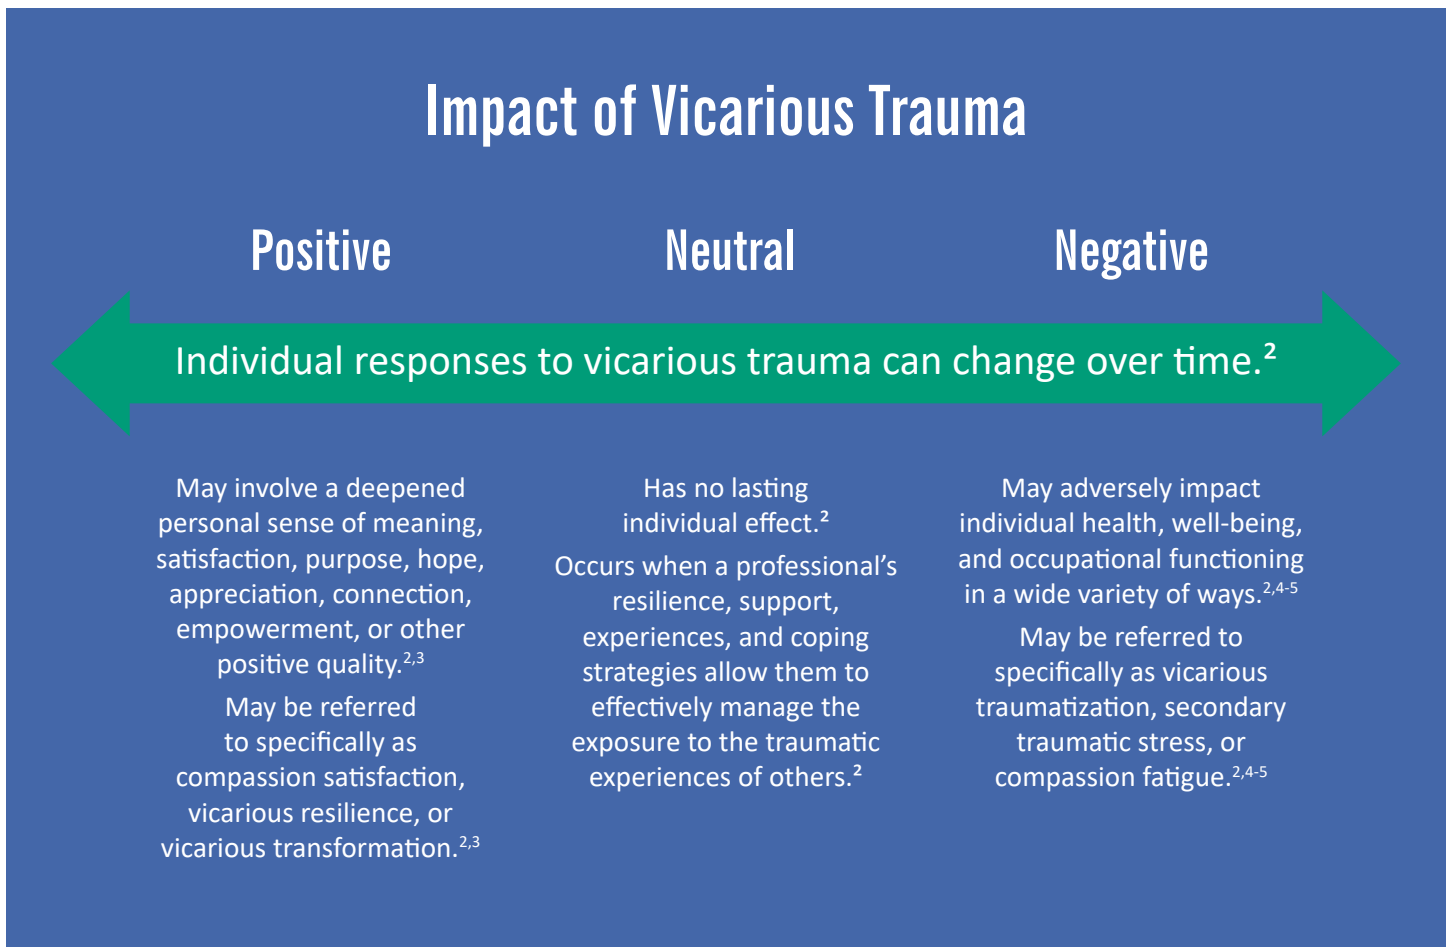 Impact of Vicarious Trauma
Positive
Neutral
Negative
Individual responses to vicarious trauma can change over time.²
May involve a deepened
personal sense of meaning,
satisfaction, purpose, hope,
appreciation, connection,
empowerment, or other
positive quality.²,³
May be referred
to specifically as
compassion satisfaction,
vicarious resilience, or
vicarious transformation.²,³
Has no lasting
individual effect.²
Occurs when a professional’s
resilience, support,
experiences, and coping
strategies allow them to
effectively manage the
exposure to the traumatic
experiences of others.²
May adversely impact
individual health, well-being,
and occupational functioning
in a wide variety of ways.²,⁴-⁵
May be referred to
specifically as vicarious
traumatization, secondary
traumatic stress, or
compassion fatigue.²,⁴-⁵